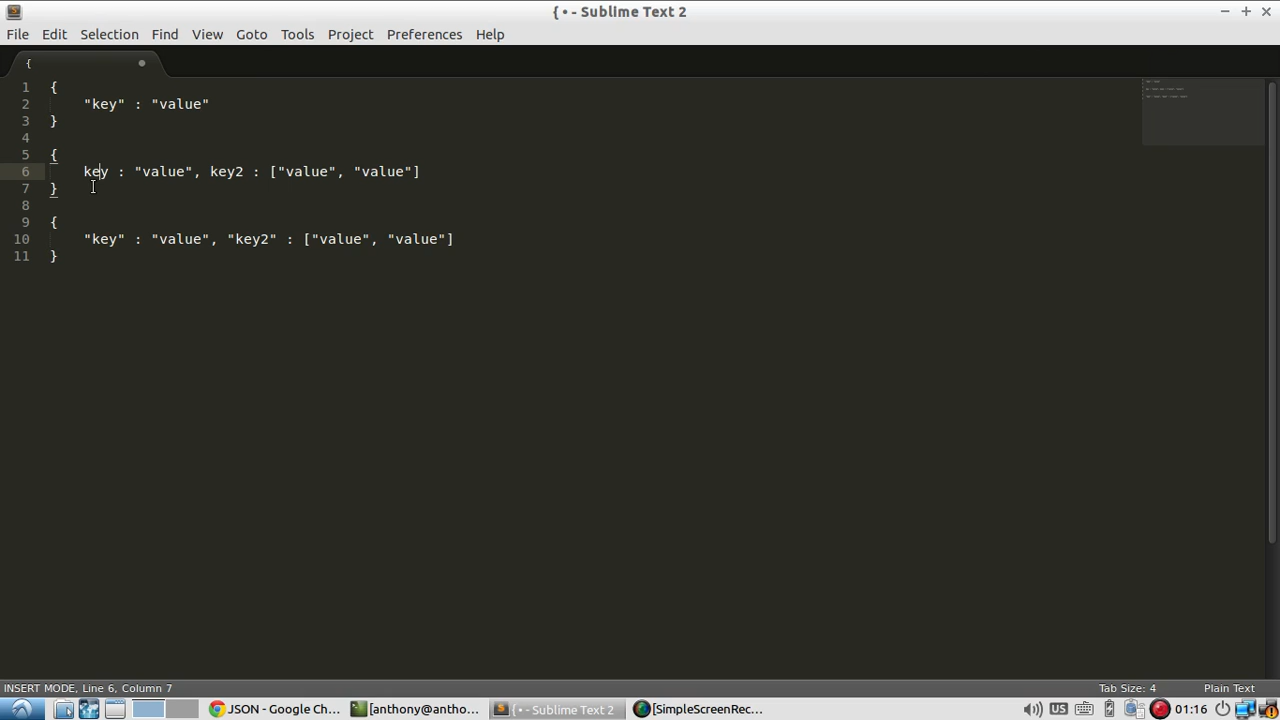 { • - Sublime Text 2
File Edit Selection Find View Goto Tools Project Preferences Help
{
1 {
2 "key" : "value"
3 }
4
5 {
6 key : "value", key2 : ["value", "value"]
7 }
8
9 {
10 "key" : "value", "key2" : ["value", "value"]
11 }
INSERT MODE, Line 6, Column 7 Tab Size: 4 Plain Text
JSON - Google Ch... [anthony@antho... { • - Sublime Text 2 [SimpleScreenRec... US 01:16